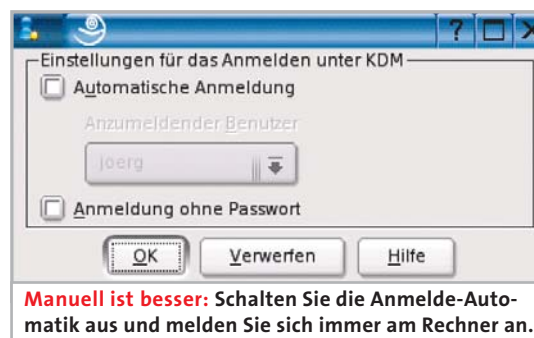 ?
Einstellungen für das Anmelden unter KDM
Automatische Anmeldung
Anzumeldender Benutzer
joerg
Anmeldung ohne Passwort
OK Verwerfen Hilfe
Manuell ist besser: Schalten Sie die Anmelde-Auto-
matik aus und melden Sie sich immer am Rechner an.